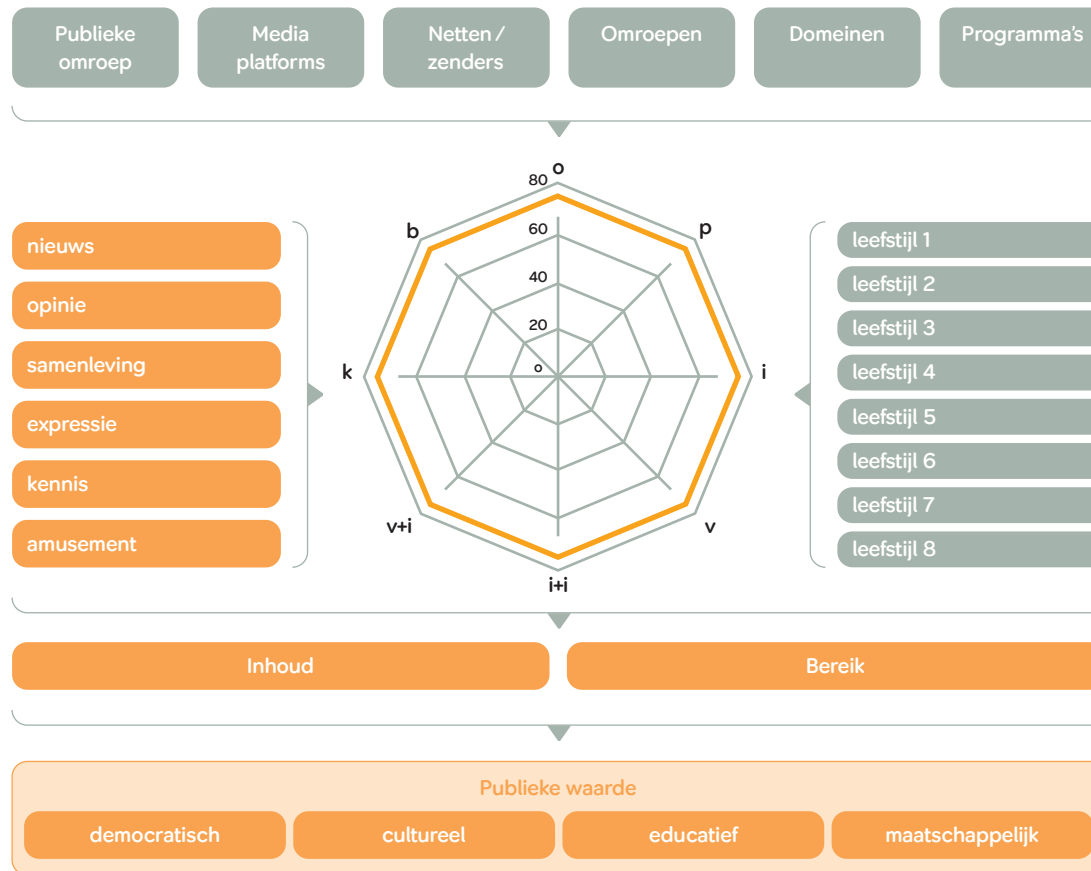 Publieke
omroep
Media
platforms
Netten /
zenders
Omroepen
Domeinen
Programma's
nieuws
opinie
samenleving
expressie
kennis
amusement
o
80
60
40
20
o
b
p
k
i
v+i
v
i+i
leefstijl 1
leefstijl 2
leefstijl 3
leefstijl 4
leefstijl 5
leefstijl 6
leefstijl 7
leefstijl 8
Inhoud
Bereik
Publieke waarde
democratisch
cultureel
educatief
maatschappelijk